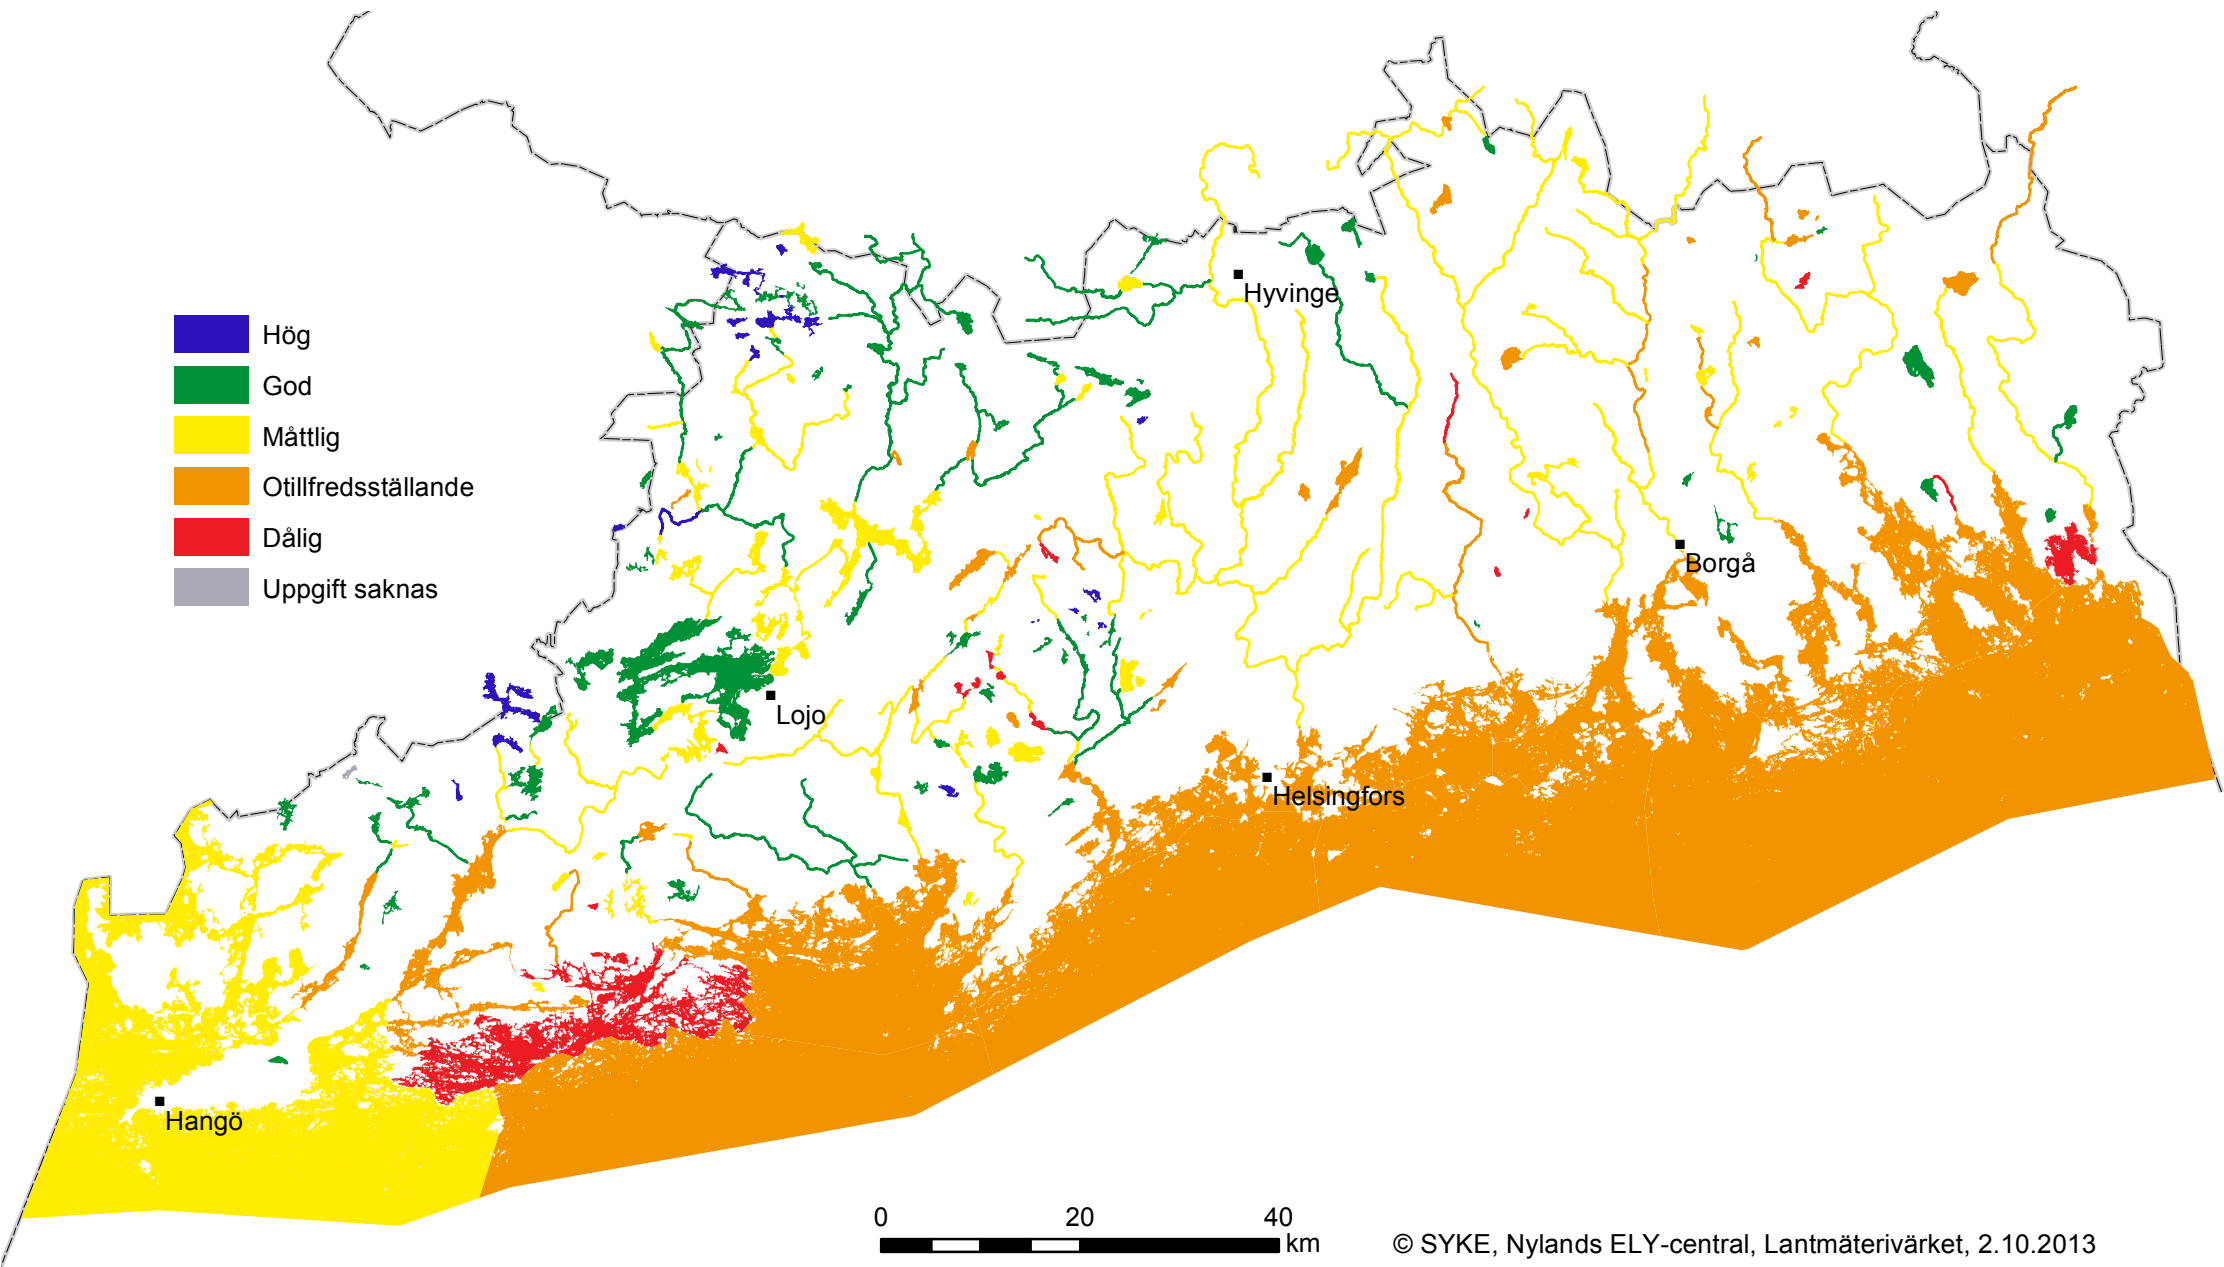 Hyvinge
Hög
God
Måttlig
Otillfredsställande
Dålig
Uppgift saknas
Borgå
Lojo
Helsingfors
Hangö
0 20 40
km
© SYKE, Nylands ELY-central, Lantmäterivärket, 2.10.2013